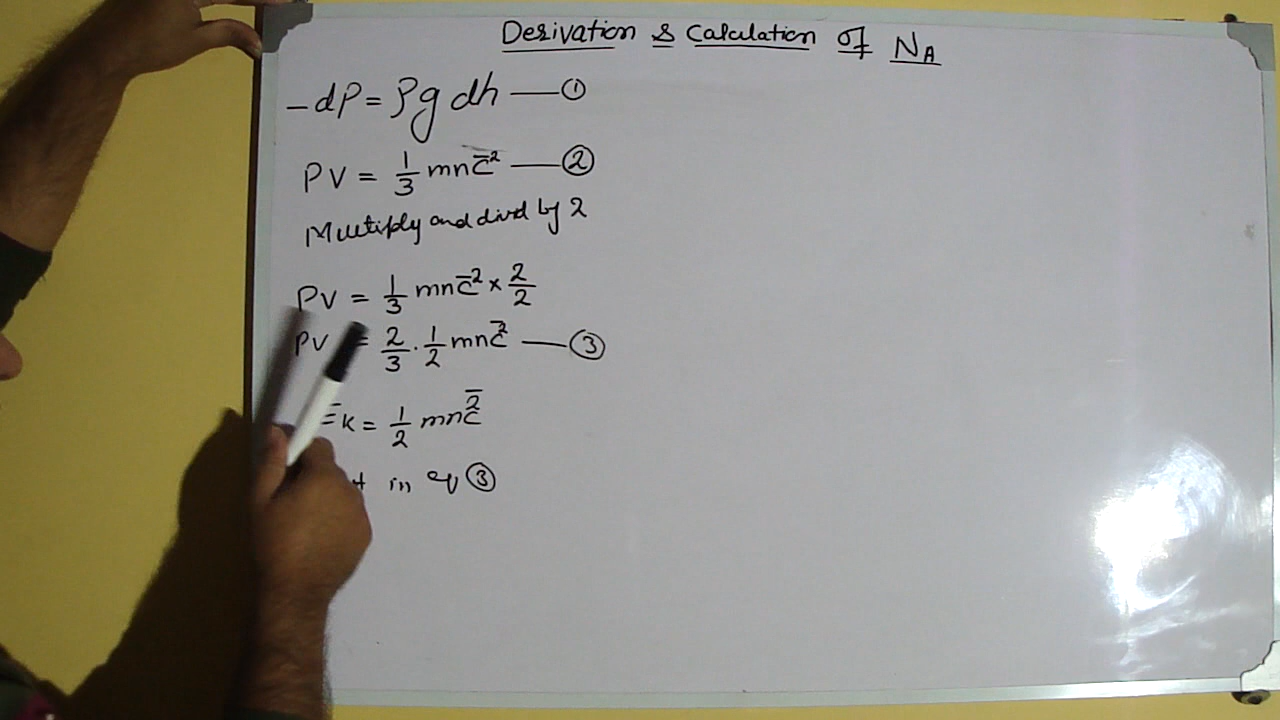 Derivation & Calculation of N_A
-dP = ρg dh — ①
PV = 1/3 mnc̄² — ②
Multiply and divid by 2
PV = 1/3 mnc̄² × 2/2
PV = 2/3 . 1/2 mnc̄² — ③
K = 1/2 mnc̄²
in eq ③